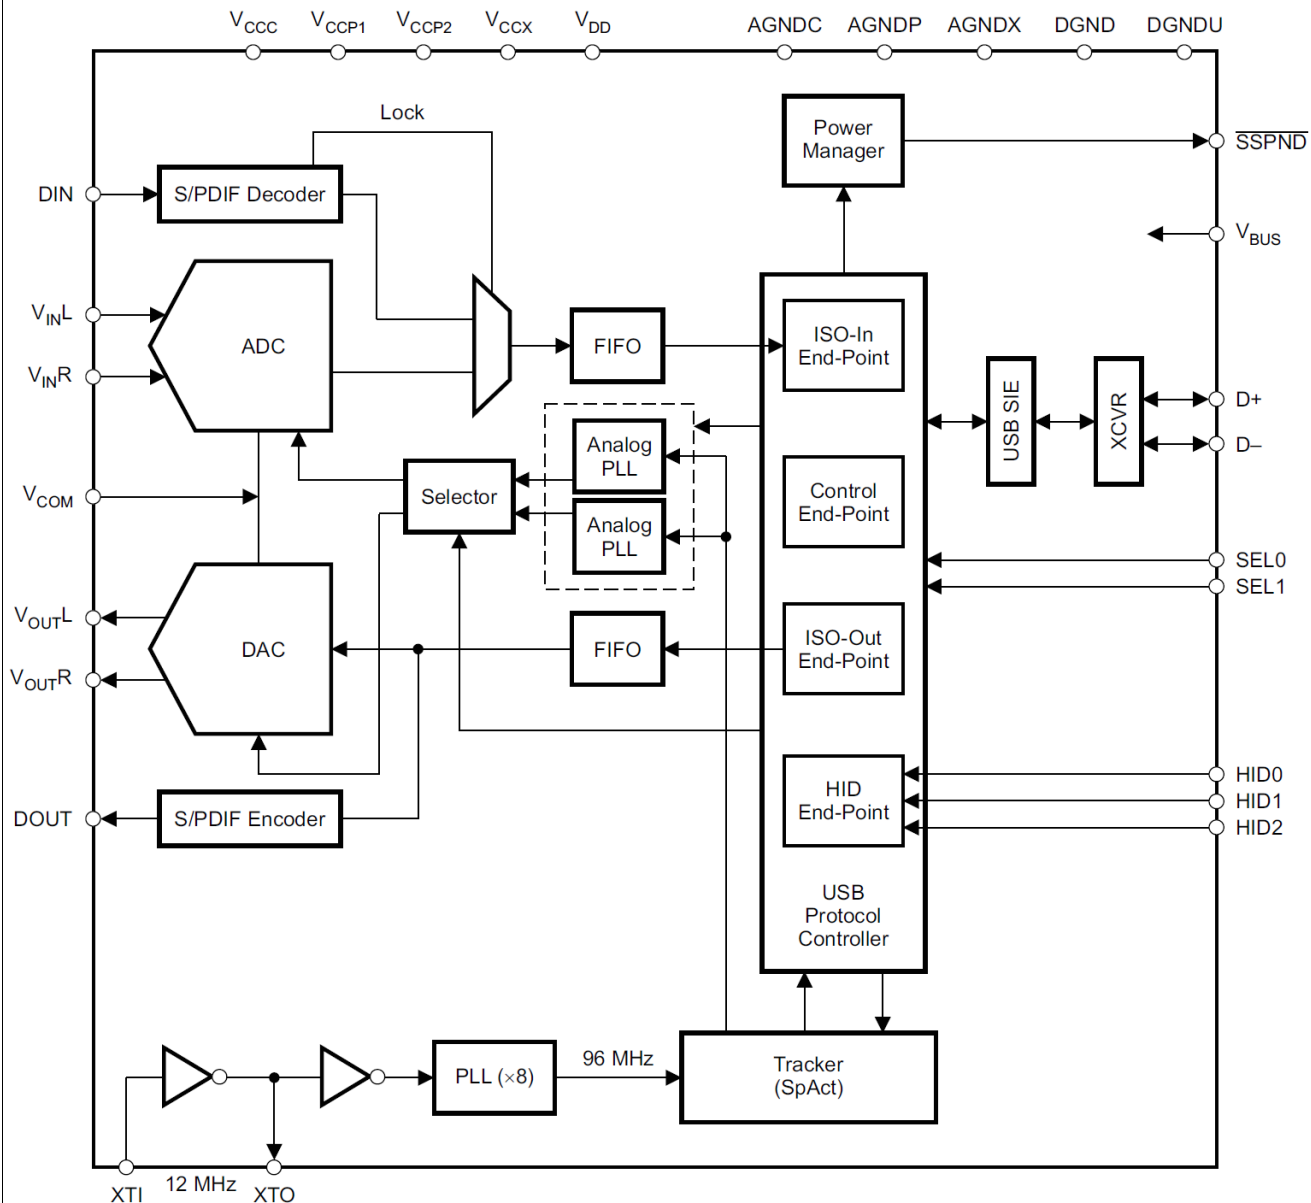 VCCC VCCP1 VCCP2 VCCX VDD AGNDC AGNDP AGNDX DGND DGNDU
Lock
Power
Manager
SSPND
DIN
S/PDIF Decoder
VBUS
VINL
VINR
ADC
FIFO
ISO-In
End-Point
USB SIE
XCVR
D+
D–
Analog
PLL
VCOM
Selector
Control
End-Point
Analog
PLL
SEL0
SEL1
VOUTL
VOUTR
DAC
FIFO
ISO-Out
End-Point
HID
End-Point
HID0
HID1
HID2
DOUT
S/PDIF Encoder
USB
Protocol
Controller
PLL (×8)
96 MHz
Tracker
(SpAct)
XTI
12 MHz
XTO